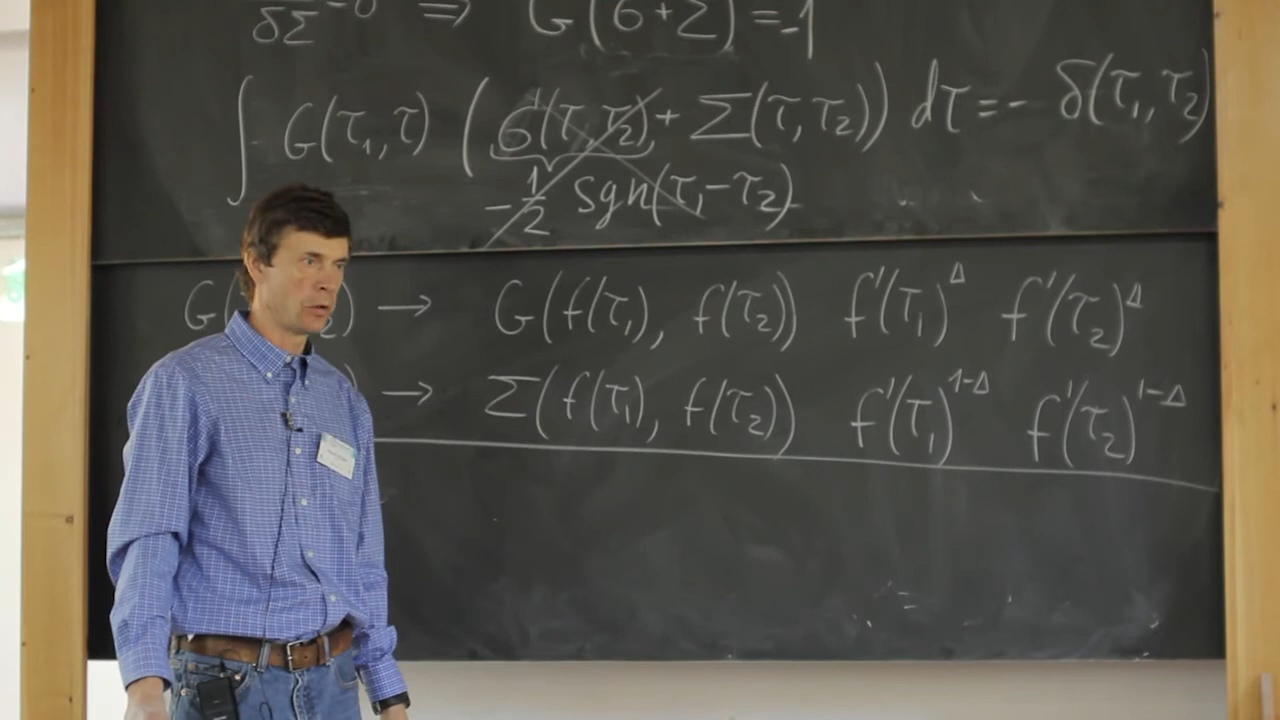 δΣ ⇒ G(σ+Σ)=-1
∫ G(τ₁,τ) (σ(τ,τ₂) + Σ(τ,τ₂)) dτ = - δ(τ₁,τ₂)
-1/2 sgn(τ₁-τ₂)
G( ₂) → G(f(τ₁), f(τ₂)) f'(τ₁)^Δ f'(τ₂)^Δ
) → Σ(f(τ₁), f(τ₂)) f'(τ₁)^{1-Δ} f'(τ₂)^{1-Δ}